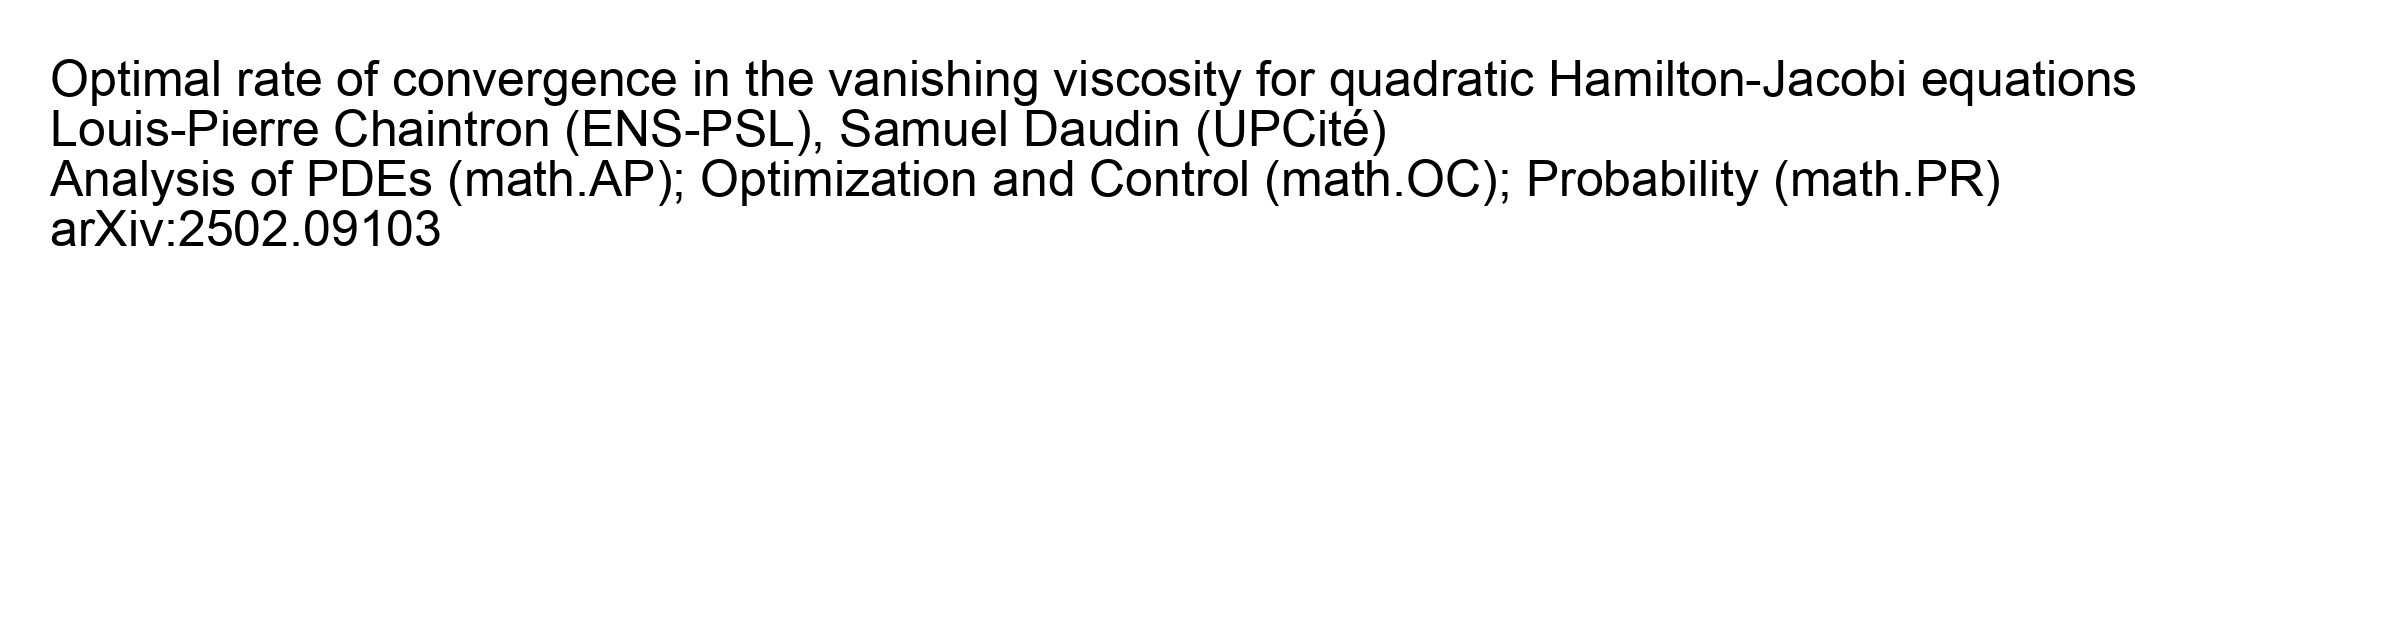 Optimal rate of convergence in the vanishing viscosity for quadratic Hamilton-Jacobi equations
Louis-Pierre Chaintron (ENS-PSL), Samuel Daudin (UPCité)
Analysis of PDEs (math.AP); Optimization and Control (math.OC); Probability (math.PR)
arXiv:2502.09103